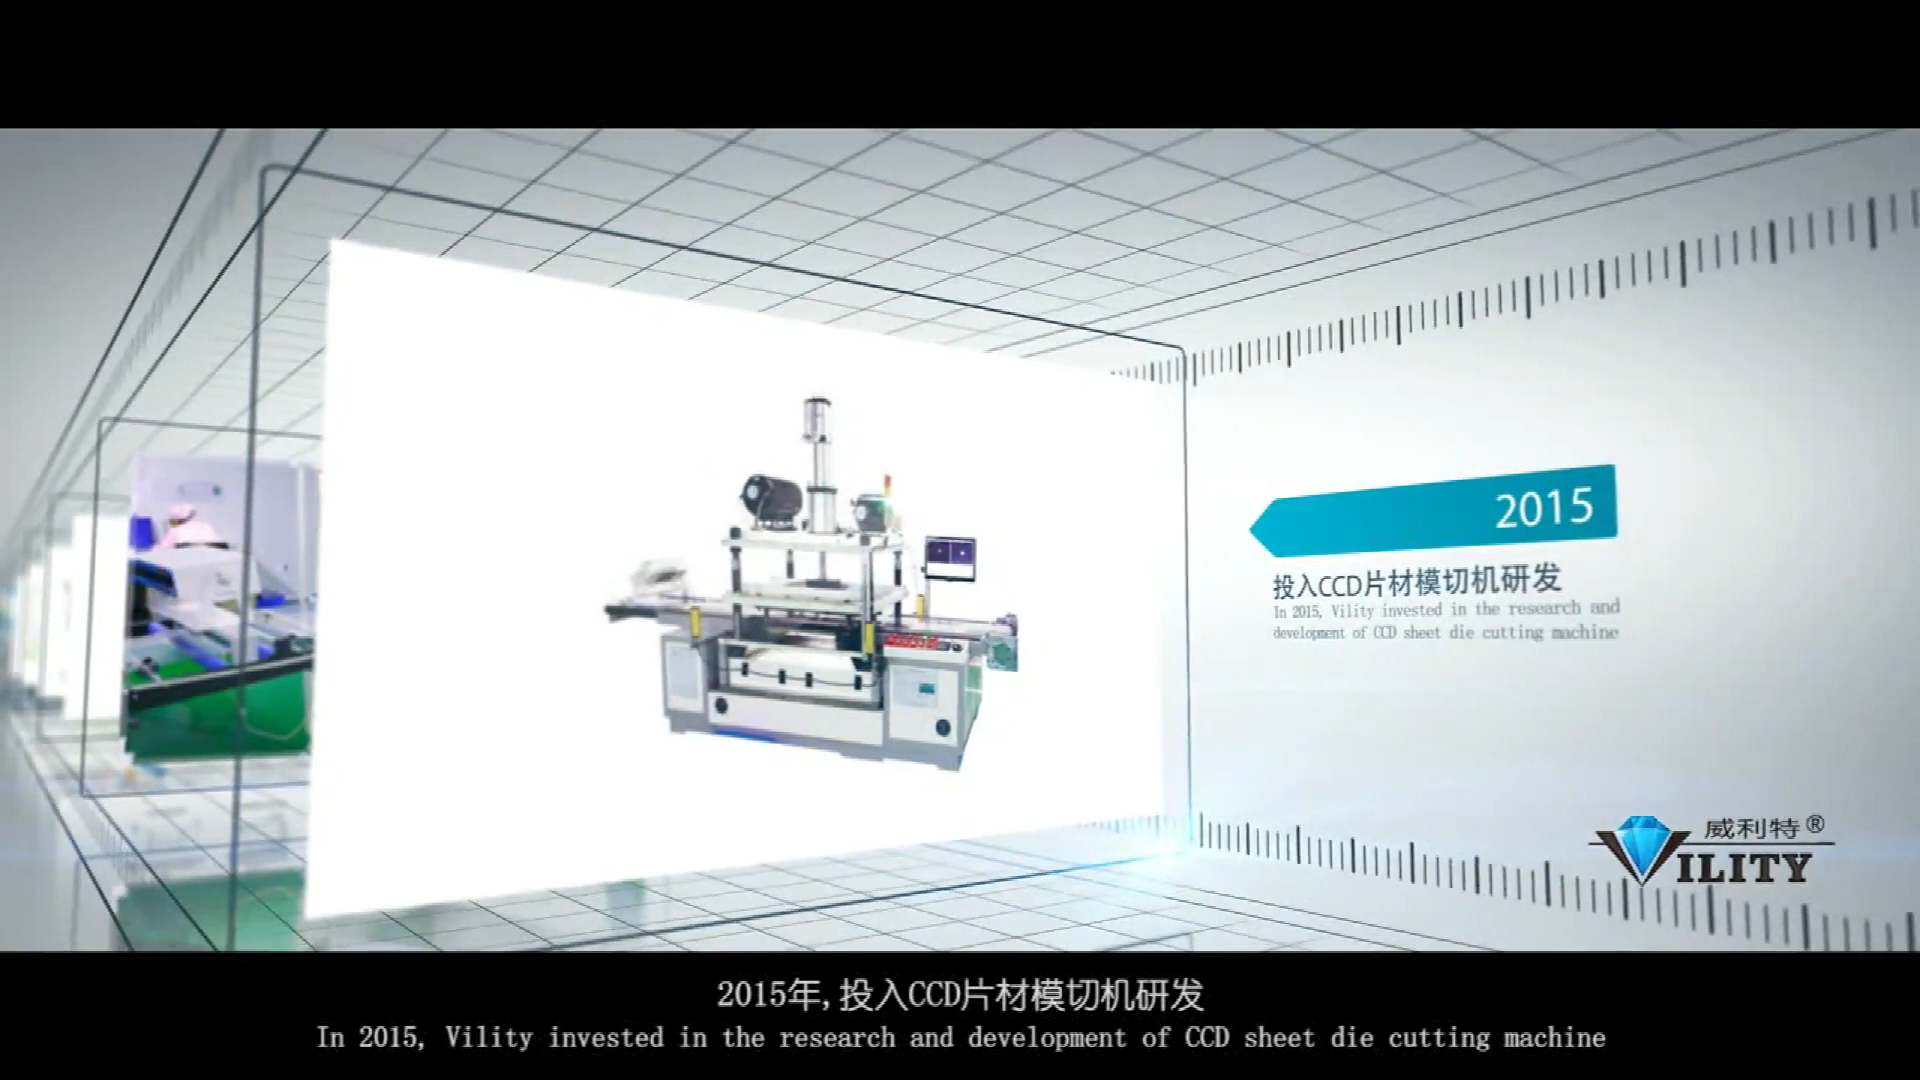 2015
投入CCD片材模切机研发
In 2015, Vility invested in the research and
development of CCD sheet die cutting machine
威利特®
VILITY
2015年,投入CCD片材模切机研发
In 2015, Vility invested in the research and development of CCD sheet die cutting machine